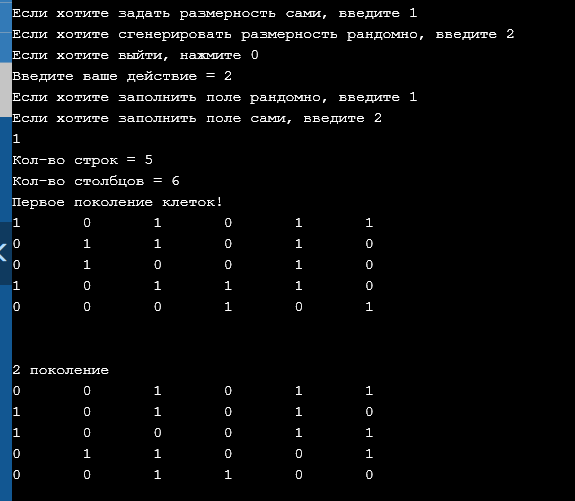 Если хотите задать размерность сами, введите 1
Если хотите сгенерировать размерность рандомно, введите 2
Если хотите выйти, нажмите 0
Введите ваше действие = 2
Если хотите заполнить поле рандомно, введите 1
Если хотите заполнить поле сами, введите 2
1
Кол-во строк = 5
Кол-во столбцов = 6
Первое поколение клеток!
1 0 1 0 1 1
0 1 1 0 1 0
0 1 0 0 1 0
1 0 1 1 1 0
0 0 0 1 0 1
2 поколение
0 0 1 0 1 1
1 0 1 0 1 0
1 0 0 0 1 1
0 1 1 0 0 1
0 0 1 1 0 0